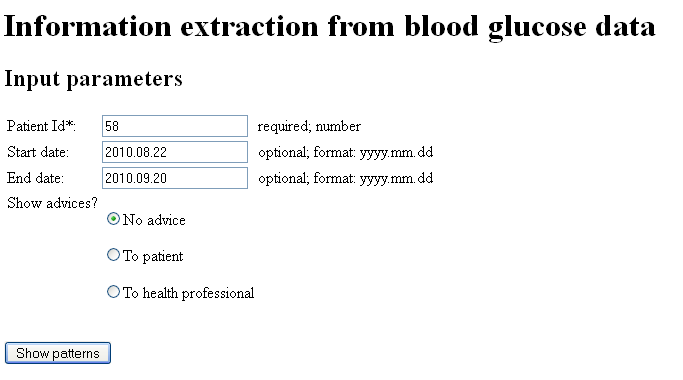 Information extraction from blood glucose data
Input parameters
Patient Id*: 58 required; number
Start date: 2010.08.22 optional; format: yyyy.mm.dd
End date: 2010.09.20 optional; format: yyyy.mm.dd
Show advices?
No advice
To patient
To health professional
Show patterns